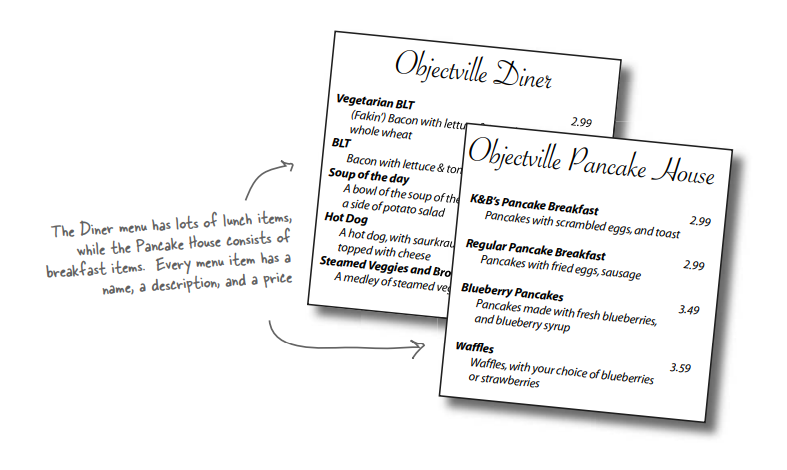 Objectville Diner
Vegetarian BLT
2.99
(Fakin') Bacon with
whole wheat
BLT
Bacon with lettuce &
Soup of the day
A bowl of the soup of the
a side of potato salad
Hot Dog
A hot dog, with
topped with cheese
Steamed Veggies and
A medley of steamed
Objectville Pancake House
K&B's Pancake Breakfast
2.99
Pancakes with scrambled eggs, and toast
Regular Pancake Breakfast
2.99
Pancakes with fried eggs, sausage
Blueberry Pancakes
3.49
Pancakes made with fresh blueberries,
and blueberry syrup
Waffles
3.59
Waffles, with your choice of blueberries
or strawberries
The Diner menu has lots of lunch items,
while the Pancake House consists of
breakfast items. Every menu item has a
name, a description, and a price